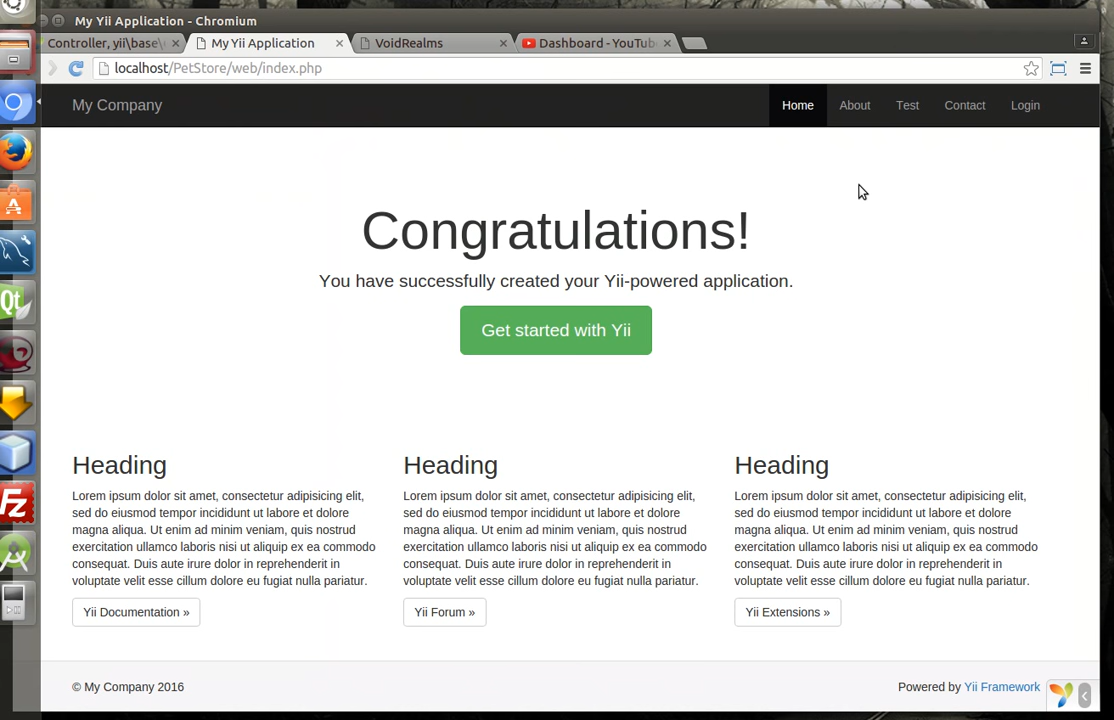 My Yii Application - Chromium
Controller, yii\base\
My Yii Application
VoidRealms
Dashboard - YouTub
localhost/PetStore/web/index.php
My Company
Home
About
Test
Contact
Login
Congratulations!
You have successfully created your Yii-powered application.
Get started with Yii
Heading
Lorem ipsum dolor sit amet, consectetur adipisicing elit,
sed do eiusmod tempor incididunt ut labore et dolore
magna aliqua. Ut enim ad minim veniam, quis nostrud
exercitation ullamco laboris nisi ut aliquip ex ea commodo
consequat. Duis aute irure dolor in reprehenderit in
voluptate velit esse cillum dolore eu fugiat nulla pariatur.
Yii Documentation »
Heading
Lorem ipsum dolor sit amet, consectetur adipisicing elit,
sed do eiusmod tempor incididunt ut labore et dolore
magna aliqua. Ut enim ad minim veniam, quis nostrud
exercitation ullamco laboris nisi ut aliquip ex ea commodo
consequat. Duis aute irure dolor in reprehenderit in
voluptate velit esse cillum dolore eu fugiat nulla pariatur.
Yii Forum »
Heading
Lorem ipsum dolor sit amet, consectetur adipisicing elit,
sed do eiusmod tempor incididunt ut labore et dolore
magna aliqua. Ut enim ad minim veniam, quis nostrud
exercitation ullamco laboris nisi ut aliquip ex ea commodo
consequat. Duis aute irure dolor in reprehenderit in
voluptate velit esse cillum dolore eu fugiat nulla pariatur.
Yii Extensions »
© My Company 2016
Powered by Yii Framework
Qt
Fz